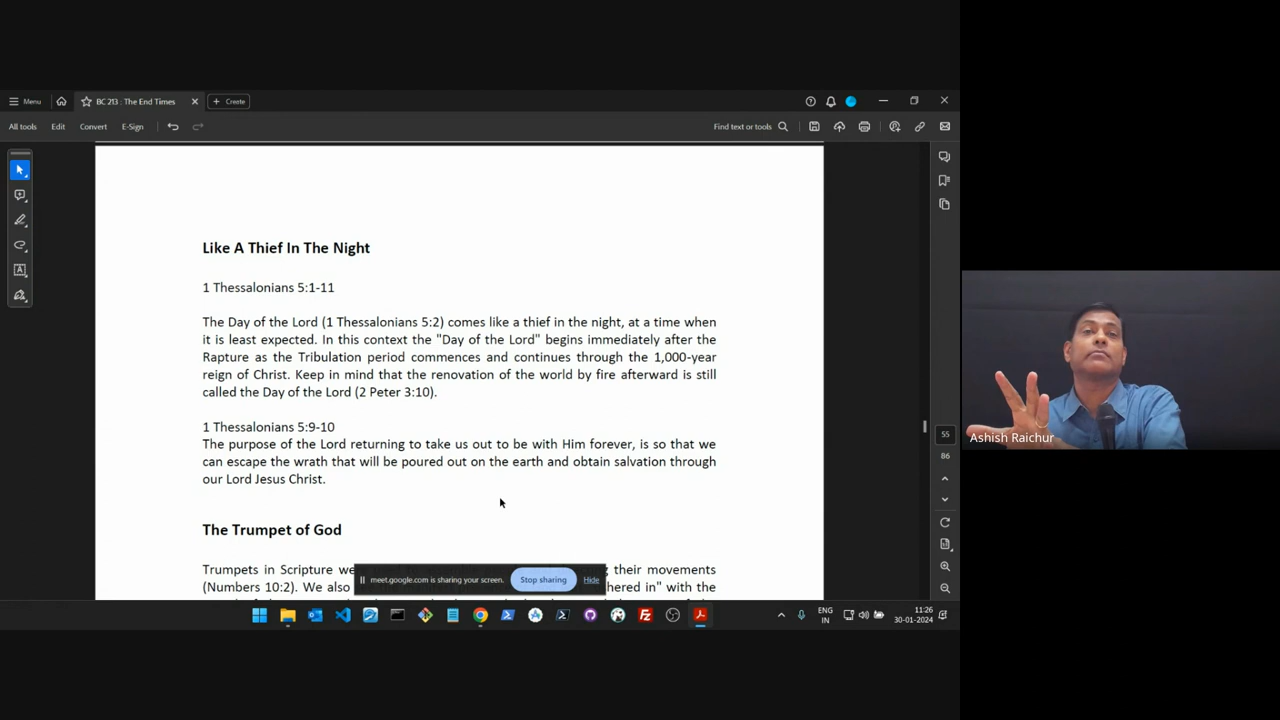 Menu
BC 213 : The End Times
Create
All tools
Edit
Convert
E-Sign
Find text or tools
Like A Thief In The Night
1 Thessalonians 5:1-11
The Day of the Lord (1 Thessalonians 5:2) comes like a thief in the night, at a time when
it is least expected. In this context the "Day of the Lord" begins immediately after the
Rapture as the Tribulation period commences and continues through the 1,000-year
reign of Christ. Keep in mind that the renovation of the world by fire afterward is still
called the Day of the Lord (2 Peter 3:10).
1 Thessalonians 5:9-10
The purpose of the Lord returning to take us out to be with Him forever, is so that we
can escape the wrath that will be poured out on the earth and obtain salvation through
our Lord Jesus Christ.
The Trumpet of God
Trumpets in Scripture their movements
(Numbers 10:2). We also with the
meet.google.com is sharing your screen.
Stop sharing
Hide
55
86
Ashish Raichur
ENG
IN
11:26
30-01-2024